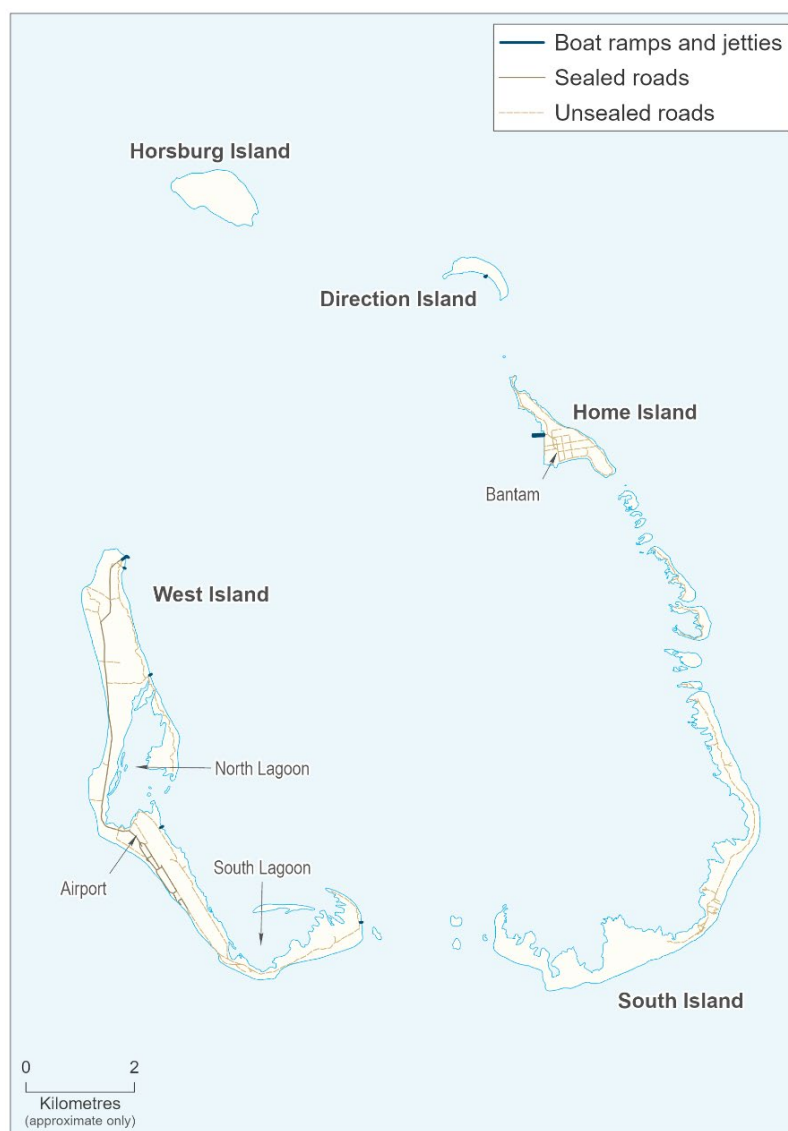 Boat ramps and jetties
Sealed roads
Unsealed roads
Horsburg Island
Direction Island
Home Island
Bantam
West Island
North Lagoon
South Lagoon
Airport
South Island
0 2
Kilometres
(approximate only)